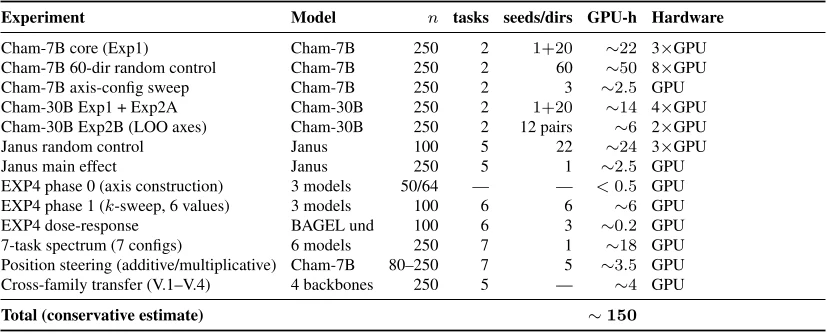 Experiment Model n tasks seeds/dirs GPU-h Hardware
Cham-7B core (Exp1) Cham-7B 250 2 1+20 ∼22 3×GPU
Cham-7B 60-dir random control Cham-7B 250 2 60 ∼50 8×GPU
Cham-7B axis-config sweep Cham-7B 250 2 3 ∼2.5 GPU
Cham-30B Exp1 + Exp2A Cham-30B 250 2 1+20 ∼14 4×GPU
Cham-30B Exp2B (LOO axes) Cham-30B 250 2 12 pairs ∼6 2×GPU
Janus random control Janus 100 5 22 ∼24 3×GPU
Janus main effect Janus 250 5 1 ∼2.5 GPU
EXP4 phase 0 (axis construction) 3 models 50/64 — — < 0.5 GPU
EXP4 phase 1 (k-sweep, 6 values) 3 models 100 6 6 ∼6 GPU
EXP4 dose-response BAGEL und 100 6 3 ∼0.2 GPU
7-task spectrum (7 configs) 6 models 250 7 1 ∼18 GPU
Position steering (additive/multiplicative) Cham-7B 80–250 7 5 ∼3.5 GPU
Cross-family transfer (V.1–V.4) 4 backbones 250 5 — ∼4 GPU
Total (conservative estimate) ∼ 150